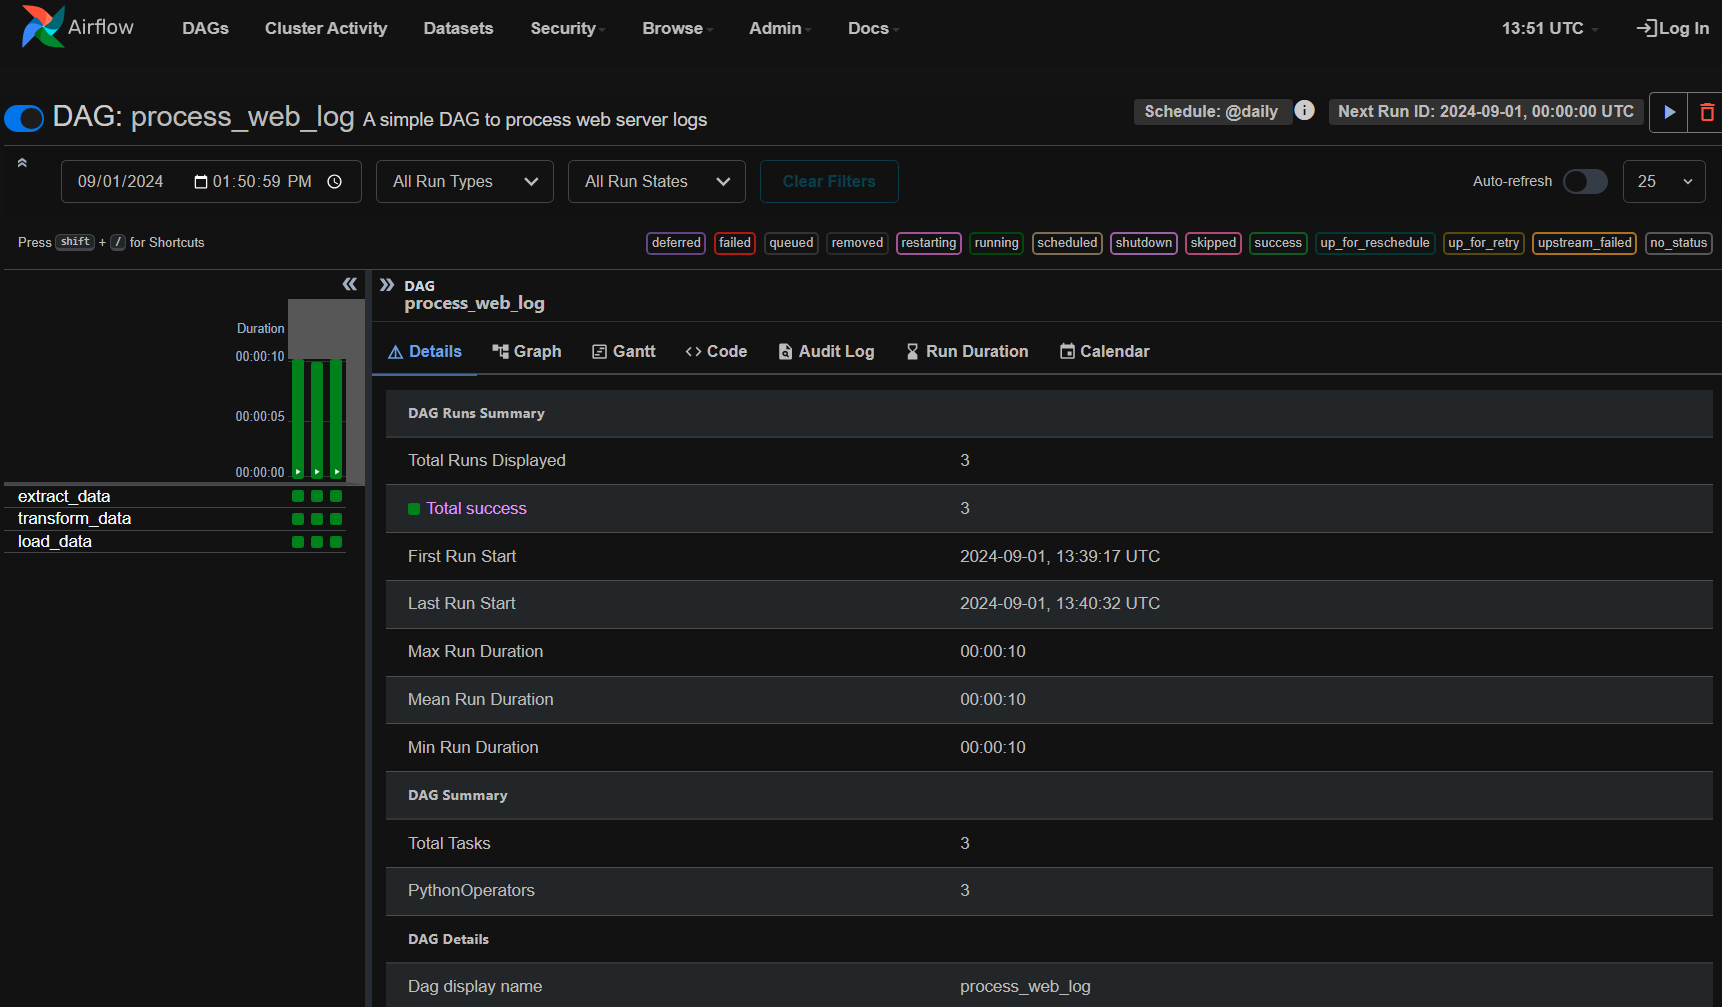 Airflow DAGs Cluster Activity Datasets Security Browse Admin Docs 13:51 UTC Log In
DAG: process_web_log A simple DAG to process web server logs Schedule: @daily i Next Run ID: 2024-09-01, 00:00:00 UTC
09/01/2024 01:50:59 PM All Run Types All Run States Clear Filters Auto-refresh 25
Press shift + / for Shortcuts deferred failed queued removed restarting running scheduled shutdown skipped success up_for_reschedule up_for_retry upstream_failed no_status
Duration
00:00:10
00:00:05
00:00:00
extract_data
transform_data
load_data
DAG
process_web_log
Details Graph Gantt Code Audit Log Run Duration Calendar
DAG Runs Summary
Total Runs Displayed 3
Total success 3
First Run Start 2024-09-01, 13:39:17 UTC
Last Run Start 2024-09-01, 13:40:32 UTC
Max Run Duration 00:00:10
Mean Run Duration 00:00:10
Min Run Duration 00:00:10
DAG Summary
Total Tasks 3
PythonOperators 3
DAG Details
Dag display name process_web_log